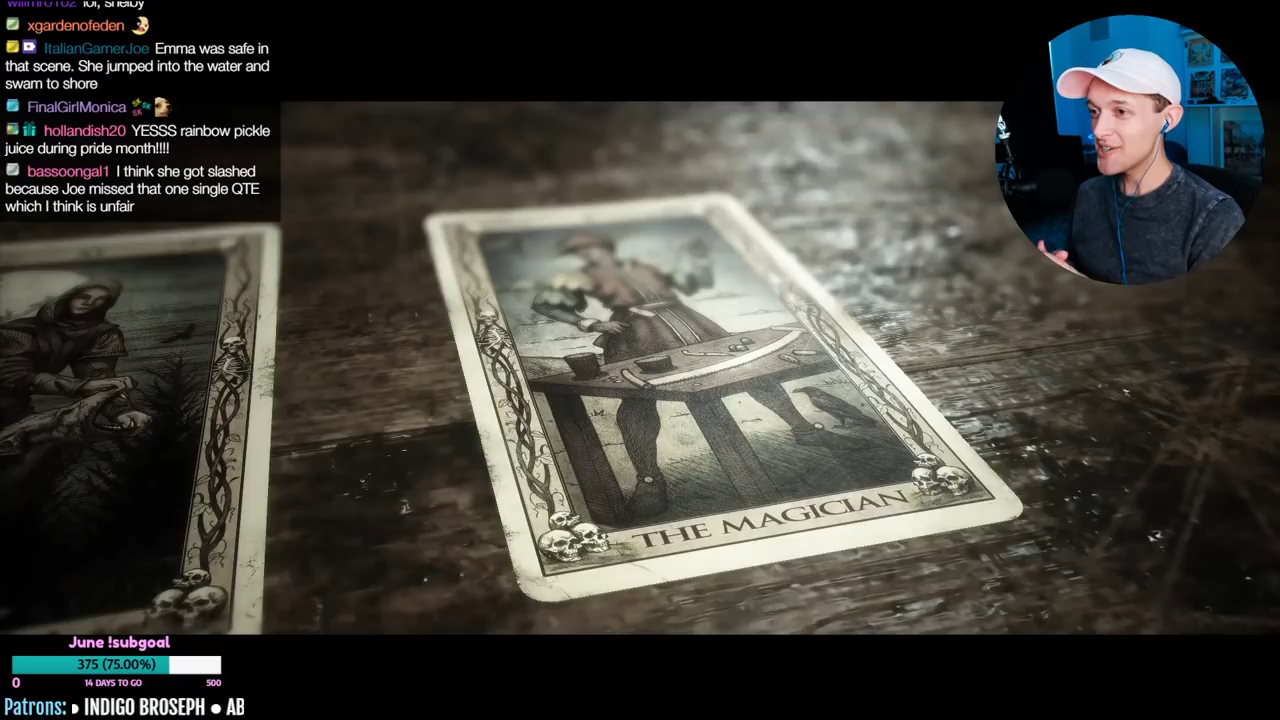 lol, shelby
xgardenofeden
ItalianGamerJoe Emma was safe in
that scene. She jumped into the water and
swam to shore
FinalGirlMonica
hollandish20 YESSS rainbow pickle
juice during pride month!!!!
bassoongal1 I think she got slashed
because Joe missed that one single QTE
which I think is unfair
THE MAGICIAN
June !subgoal
375 (75.00%)
0 14 DAYS TO GO 500
Patrons: INDIGO BROSEPH ● AB